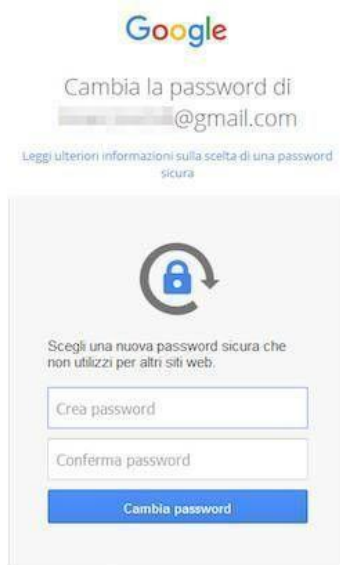 Google
Cambia la password di
@gmail.com
Leggi ulteriori informazioni sulla scelta di una password
sicura
Scegli una nuova password sicura che
non utilizzi per altri siti web.
Crea password
Conferma password
Cambia password